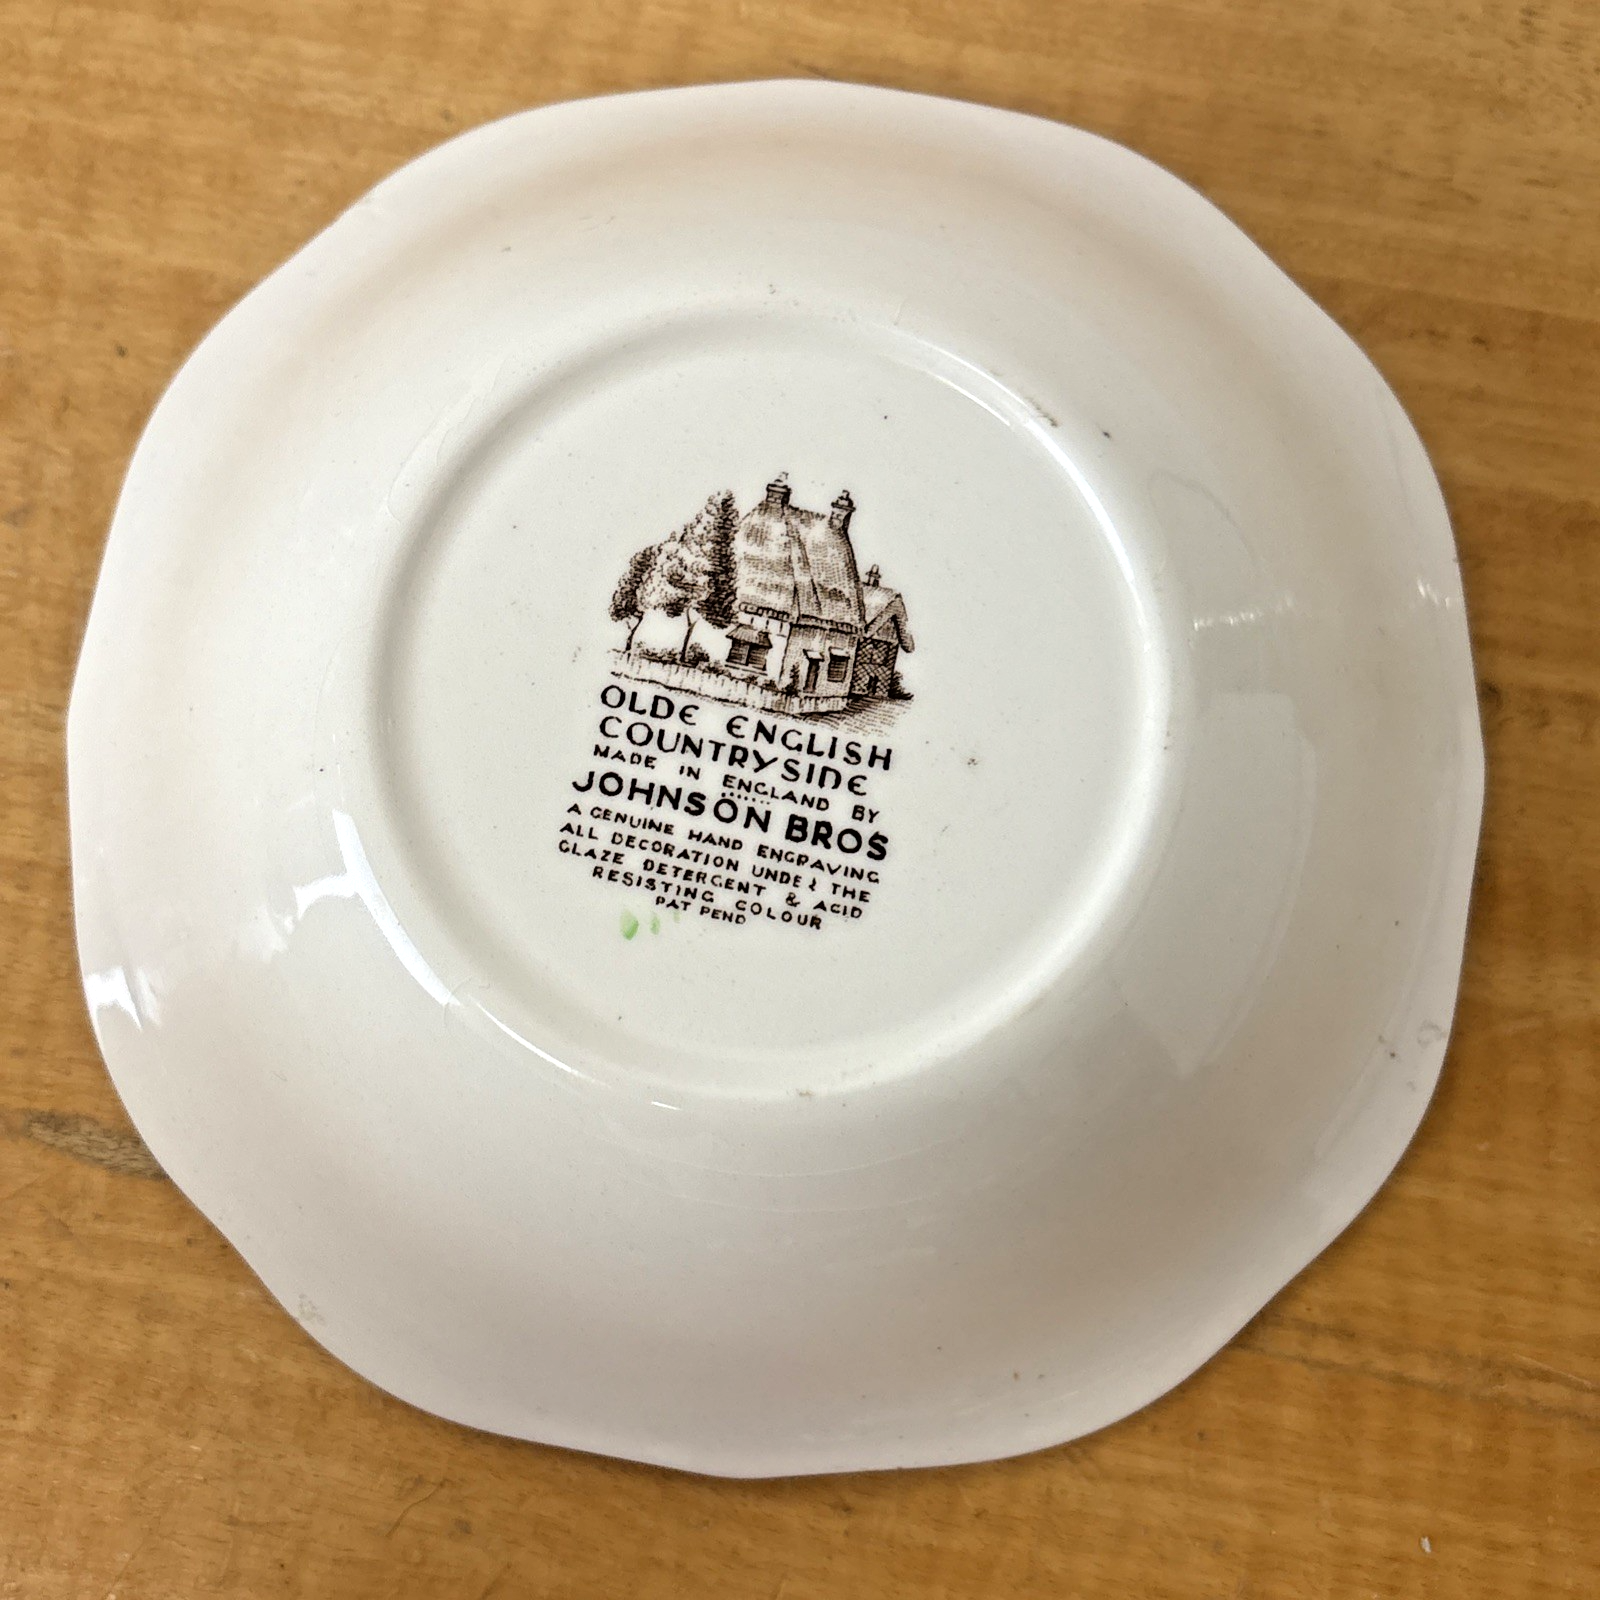 OLDE ENGLISH
COUNTRYSIDE
MADE IN ENGLAND BY
JOHNSON BROS
A GENUINE HAND ENGRAVING
ALL DECORATION UNDER THE
GLAZE DETERGENT & ACID
RESISTING COLOUR
PAT PEND